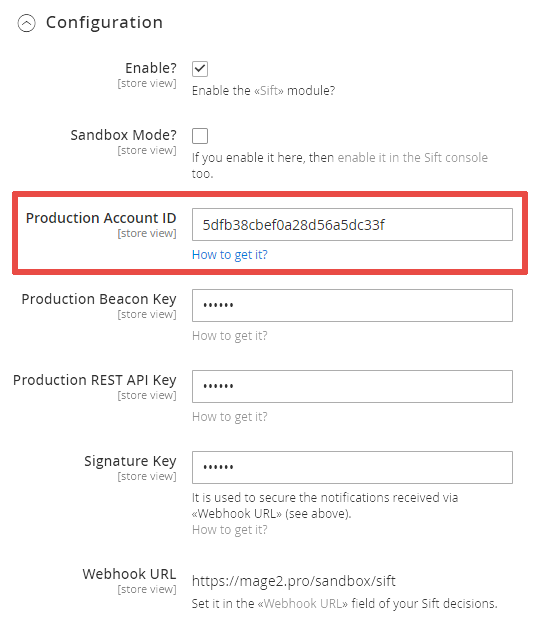 Configuration
Enable?
[store view]
Enable the «Sift» module?
Sandbox Mode?
[store view]
If you enable it here, then enable it in the Sift console
too.
Production Account ID
[store view]
5dfb38cbef0a28d56a5dc33f
How to get it?
Production Beacon Key
[store view]
••••••
How to get it?
Production REST API Key
[store view]
••••••
How to get it?
Signature Key
[store view]
••••••
It is used to secure the notifications received via
«Webhook URL» (see above).
How to get it?
Webhook URL
[store view]
https://mage2.pro/sandbox/sift
Set it in the «Webhook URL» field of your Sift decisions.